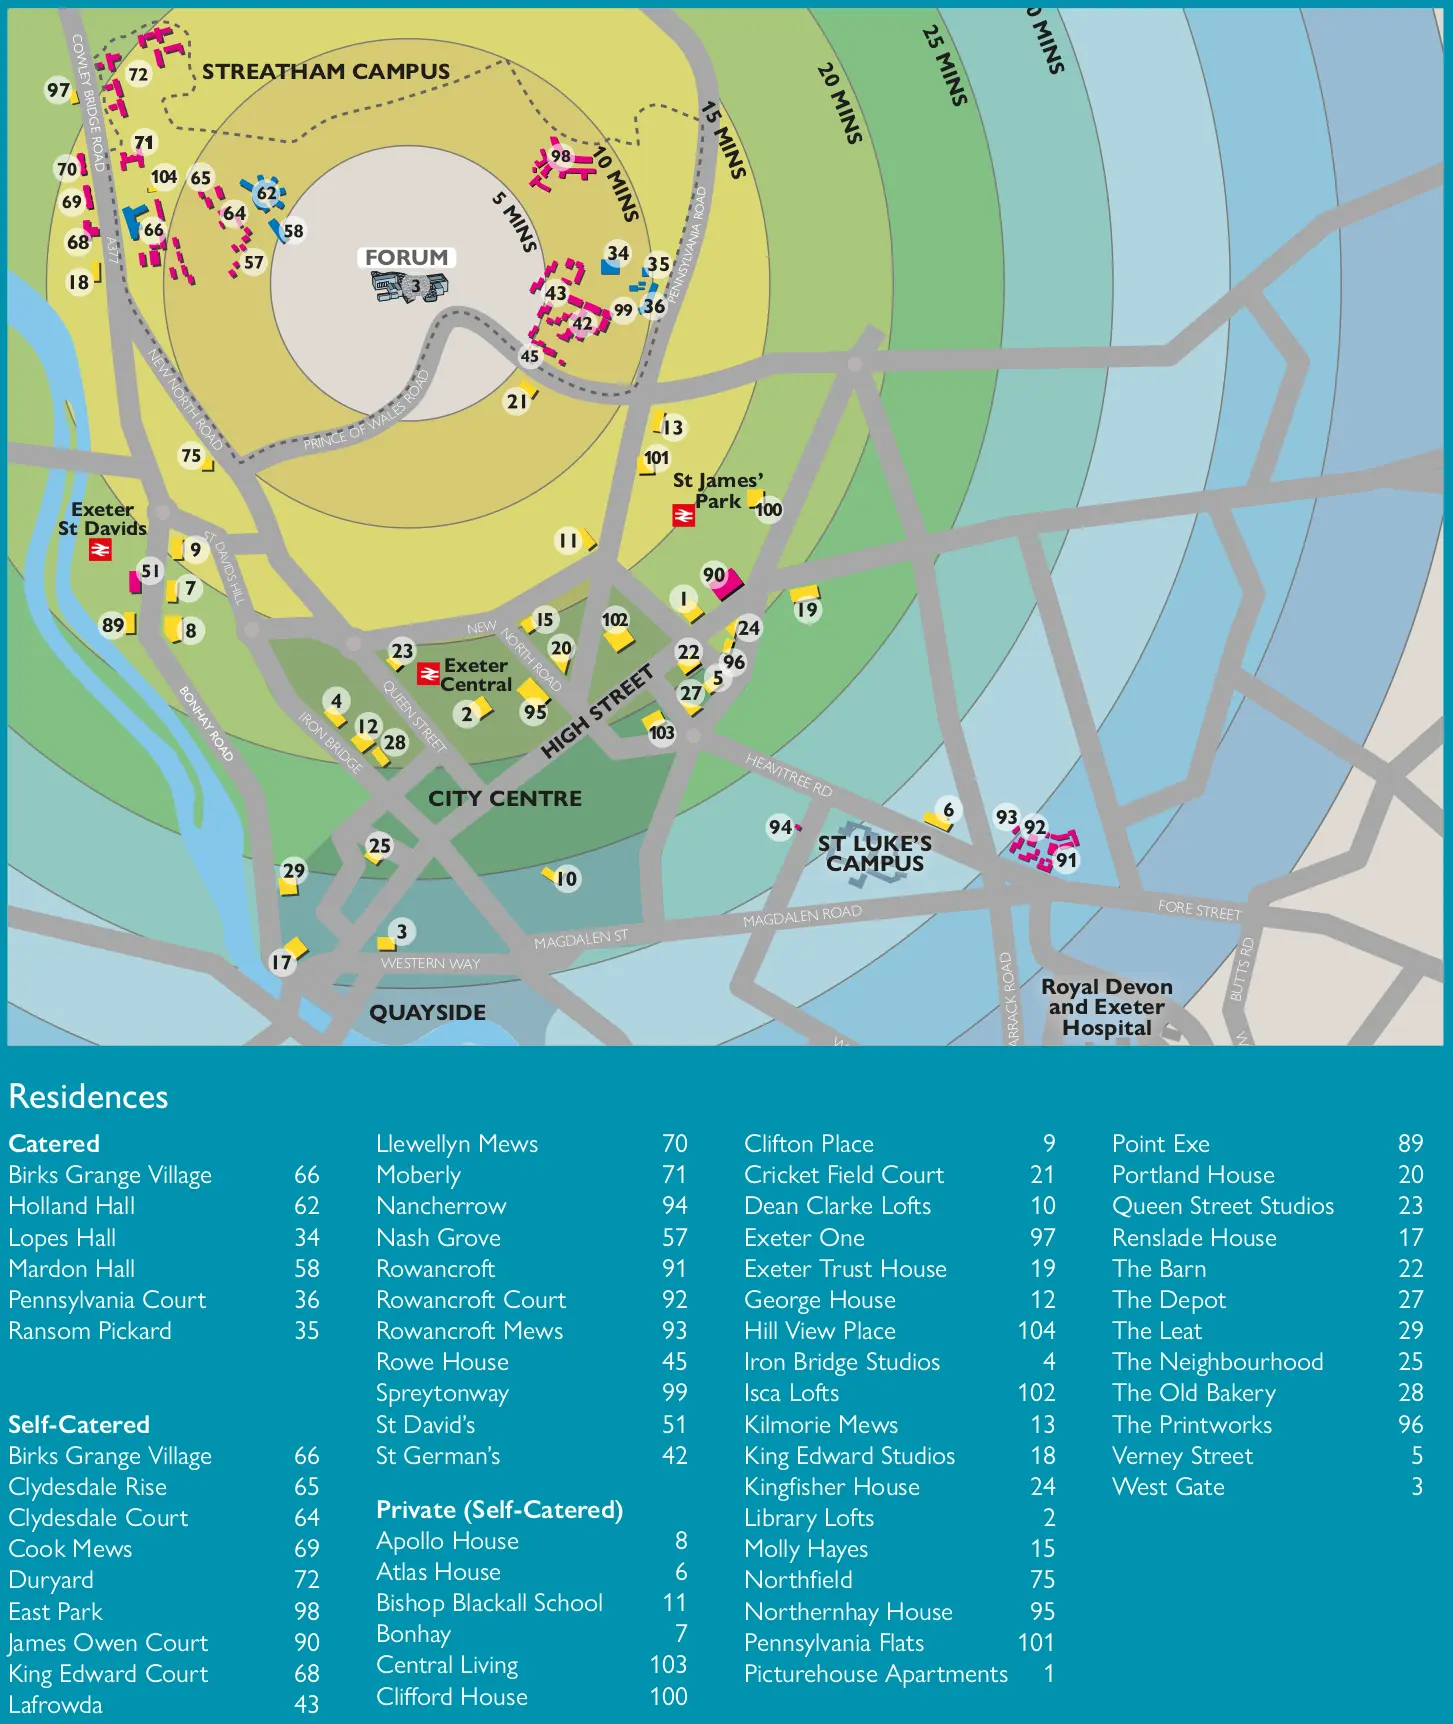 STREATHAM CAMPUS
COWLEY BRIDGE ROAD
A377
5 MINS
10 MINS
15 MINS
20 MINS
25 MINS
0 MINS
97
72
71
70
104
65
69
64
62
66
58
68
57
18
98
FORUM
3
34
35
36
43
99
42
45
21
PENNSYLVANIA ROAD
NEW NORTH ROAD
PRINCE OF WALES ROAD
75
13
101
St James'
Park
100
Exeter
St Davids
ST DAVIDS HILL
9
51
7
89
8
11
90
1
19
NEW
NORTH ROAD
15
102
24
20
22
96
5
27
23
Exeter
Central
2
95
103
4
12
28
QUEEN STREET
IRON BRIDGE
BONHAY ROAD
HIGH STREET
CITY CENTRE
HEAVITREE RD
94
ST LUKE'S
CAMPUS
6
93
92
91
25
29
10
3
17
WESTERN WAY
MAGDALEN ST
MAGDALEN ROAD
FORE STREET
BUTTS RD
ARRACK ROAD
QUAYSIDE
Royal Devon
and Exeter
Hospital
Residences
Catered
Birks Grange Village 66
Holland Hall 62
Lopes Hall 34
Mardon Hall 58
Pennsylvania Court 36
Ransom Pickard 35
Self-Catered
Birks Grange Village 66
Clydesdale Rise 65
Clydesdale Court 64
Cook Mews 69
Duryard 72
East Park 98
James Owen Court 90
King Edward Court 68
Lafrowda 43
Llewellyn Mews 70
Moberly 71
Nancherrow 94
Nash Grove 57
Rowancroft 91
Rowancroft Court 92
Rowancroft Mews 93
Rowe House 45
Spreytonway 99
St David's 51
St German's 42
Private (Self-Catered)
Apollo House 8
Atlas House 6
Bishop Blackall School 11
Bonhay 7
Central Living 103
Clifford House 100
Clifton Place 9
Cricket Field Court 21
Dean Clarke Lofts 10
Exeter One 97
Exeter Trust House 19
George House 12
Hill View Place 104
Iron Bridge Studios 4
Isca Lofts 102
Kilmorie Mews 13
King Edward Studios 18
Kingfisher House 24
Library Lofts 2
Molly Hayes 15
Northfield 75
Northernhay House 95
Pennsylvania Flats 101
Picturehouse Apartments 1
Point Exe 89
Portland House 20
Queen Street Studios 23
Renslade House 17
The Barn 22
The Depot 27
The Leat 29
The Neighbourhood 25
The Old Bakery 28
The Printworks 96
Verney Street 5
West Gate 3